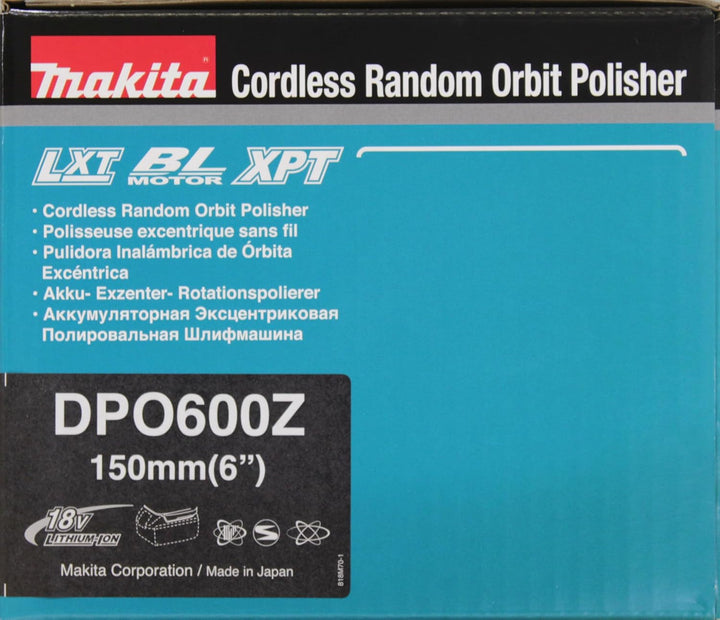 makita® Cordless Random Orbit Polisher
LXT BL MOTOR XPT
· Cordless Random Orbit Polisher
· Polisseuse excentrique sans fil
· Pulidora Inalámbrica de Órbita
Excéntrica
· Akku- Exzenter- Rotationspolierer
· Аккумуляторная Эксцентриковая
Полировальная Шлифмашина
DPO600Z
150mm(6”)
18V
LITHIUM-ION
Makita Corporation / Made in Japan
818M70-1